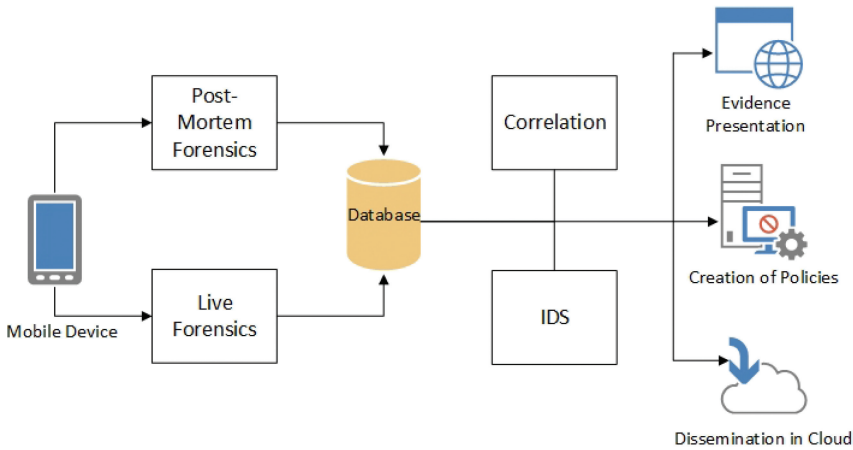 Post-
Mortem
Forensics
Correlation
Evidence
Presentation
Database
Creation of Policies
Mobile Device
Live
Forensics
IDS
Dissemination in Cloud